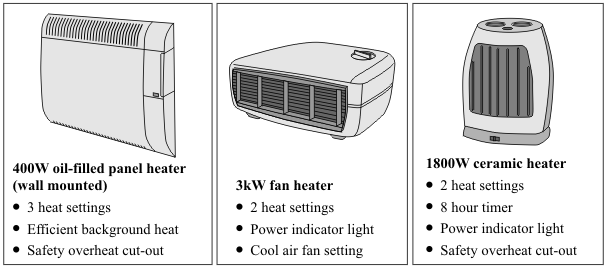 400W oil-filled panel heater
(wall mounted)
• 3 heat settings
• Efficient background heat
• Safety overheat cut-out
3kW fan heater
• 2 heat settings
• Power indicator light
• Cool air fan setting
1800W ceramic heater
• 2 heat settings
• 8 hour timer
• Power indicator light
• Safety overheat cut-out